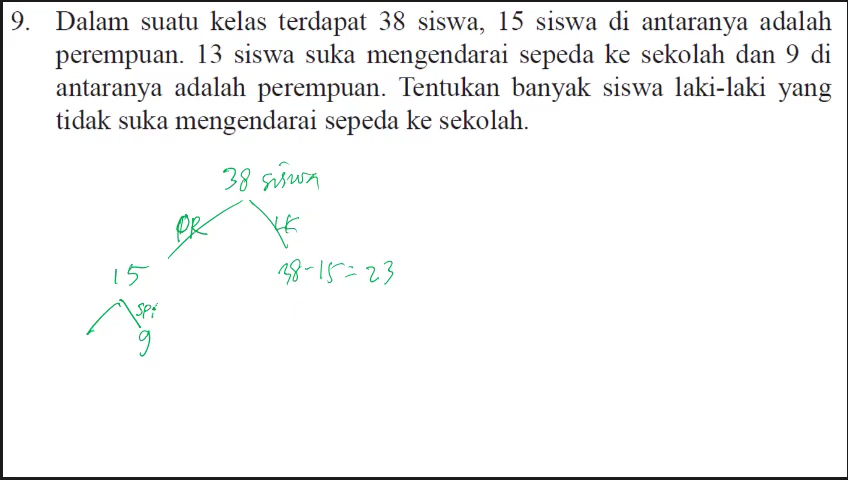 9. Dalam suatu kelas terdapat 38 siswa, 15 siswa di antaranya adalah
perempuan. 13 siswa suka mengendarai sepeda ke sekolah dan 9 di
antaranya adalah perempuan. Tentukan banyak siswa laki-laki yang
tidak suka mengendarai sepeda ke sekolah.
38 siswa
PR LK
15 38-15=23
spi
9